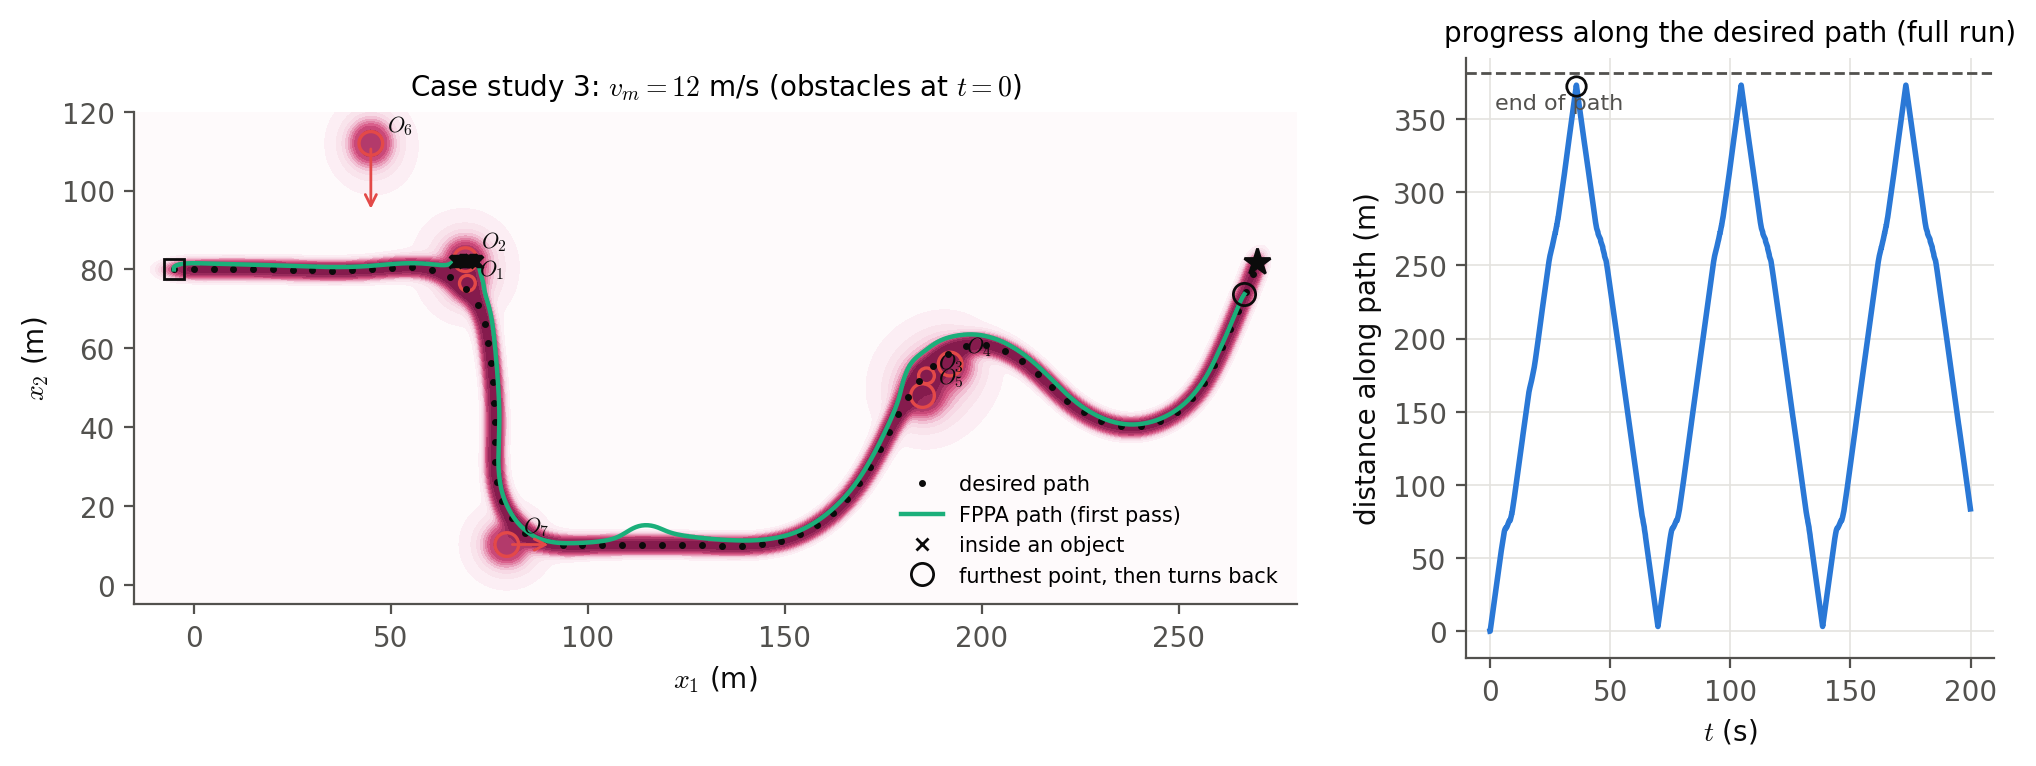 Case study 3: v_m = 12 m/s (obstacles at t = 0)
120
100
80
60
40
20
0
x_2 (m)
O_6
O_2
O_1
O_4
O_3
O_5
O_7
desired path
FPPA path (first pass)
inside an object
furthest point, then turns back
0
50
100
150
200
250
x_1 (m)
progress along the desired path (full run)
end of path
350
300
250
200
150
100
50
0
distance along path (m)
0
50
100
150
200
t (s)